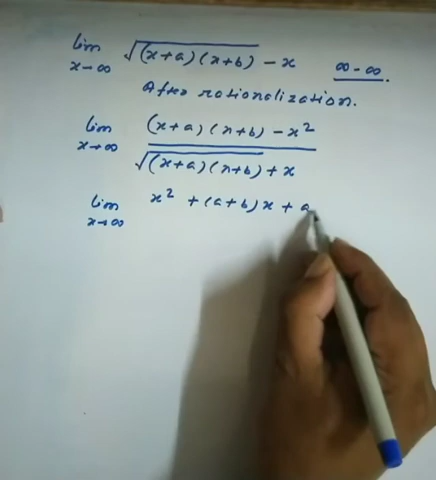 lim x→∞ √(x+a)(x+b) - x ∞-∞.
After rationalization.
lim x→∞ (x+a)(x+b) - x² / √(x+a)(x+b) + x
lim x→∞ x² + (a+b)x + a